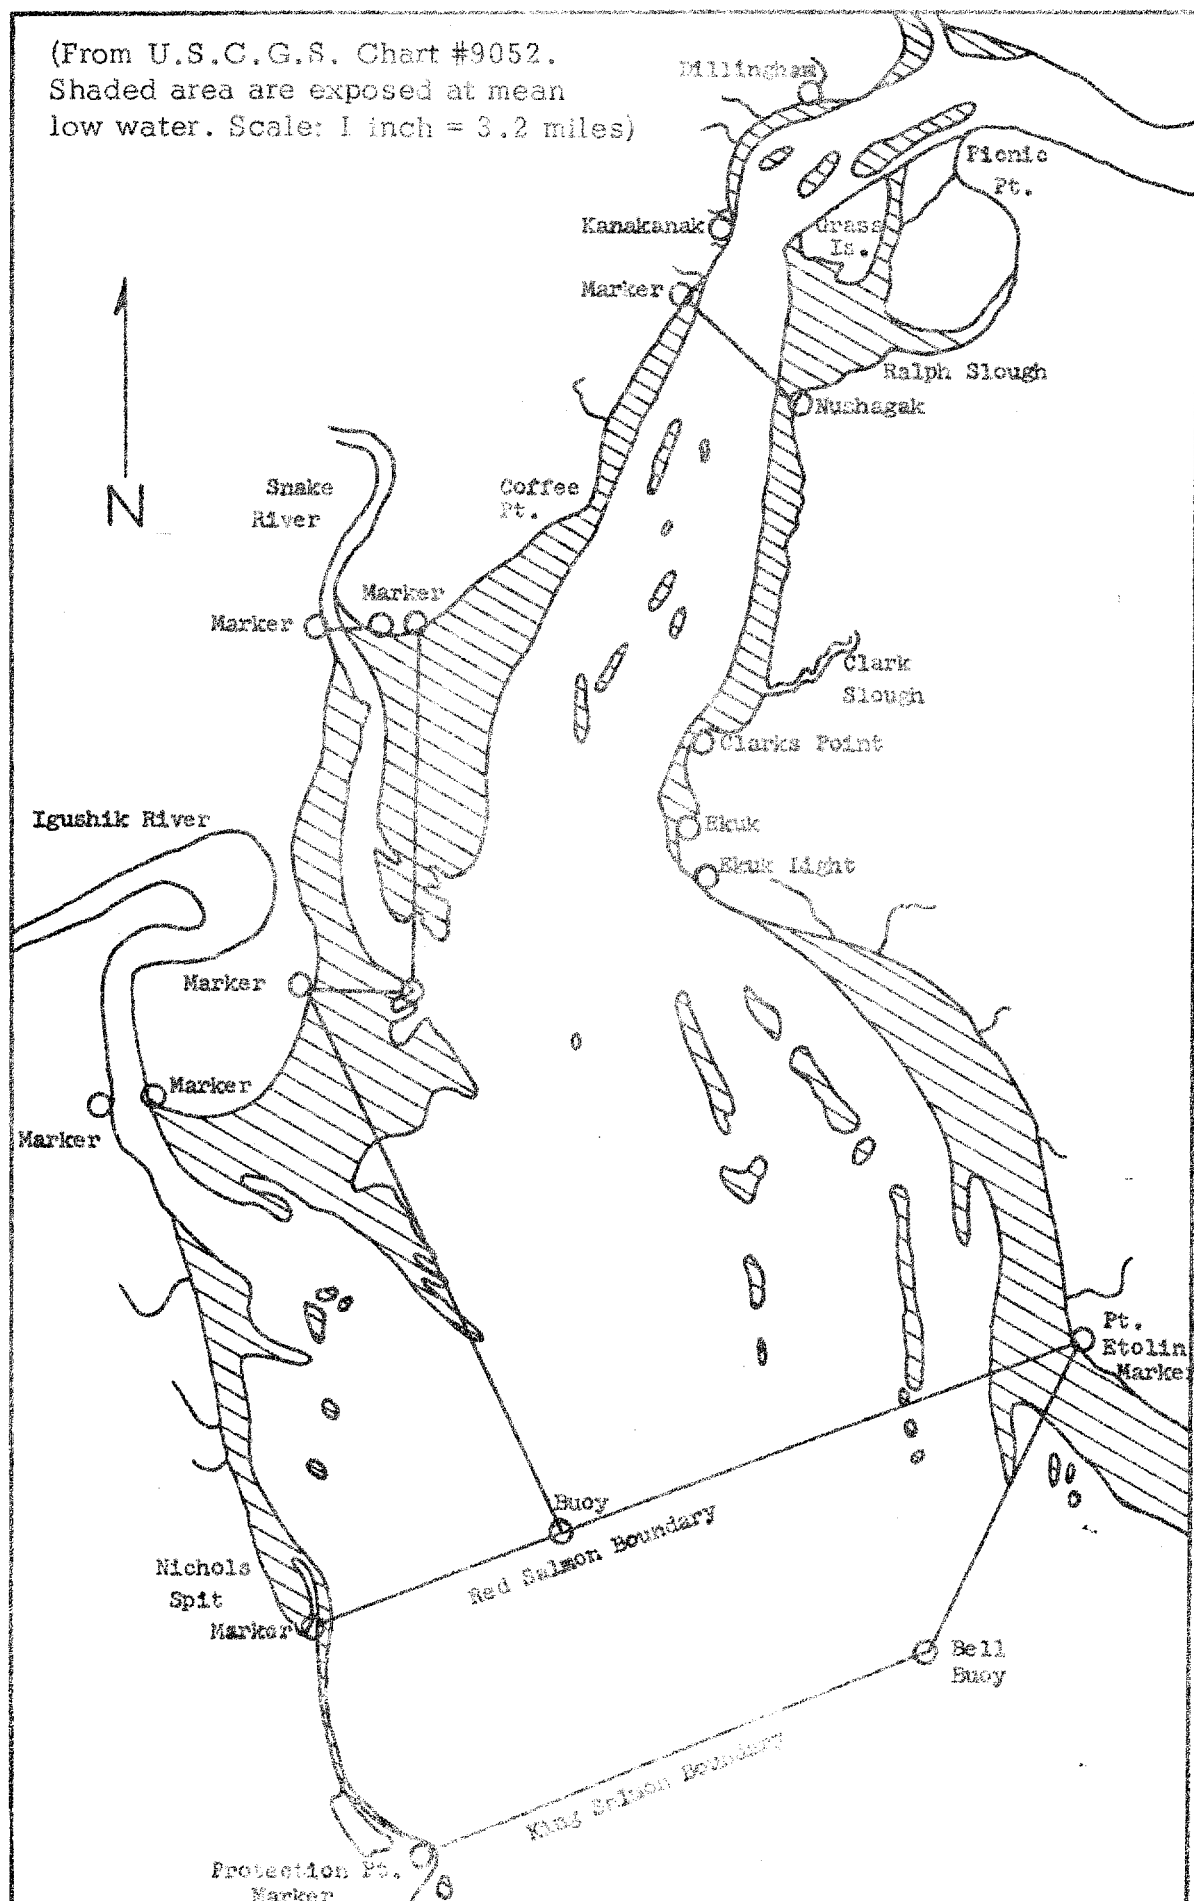 (From U.S.C.G.S. Chart #9052.
Shaded area are exposed at mean
low water. Scale: 1 inch = 3.2 miles)
Dillingham
Picnic
Pt.
Kanakanak
Grass
Is.
Marker
Ralph Slough
Nushagak
N
Snake
River
Coffee
Pt.
Marker
Marker
Clark
Slough
Clarks Point
Igushik River
Ekuk
Ekuk Light
Marker
Marker
Marker
Pt.
Etolin
Marker
Buoy
Red Salmon Boundary
Nichols
Spit
Marker
Bell
Buoy
King Salmon Boundary
Protection Pt.
Marker